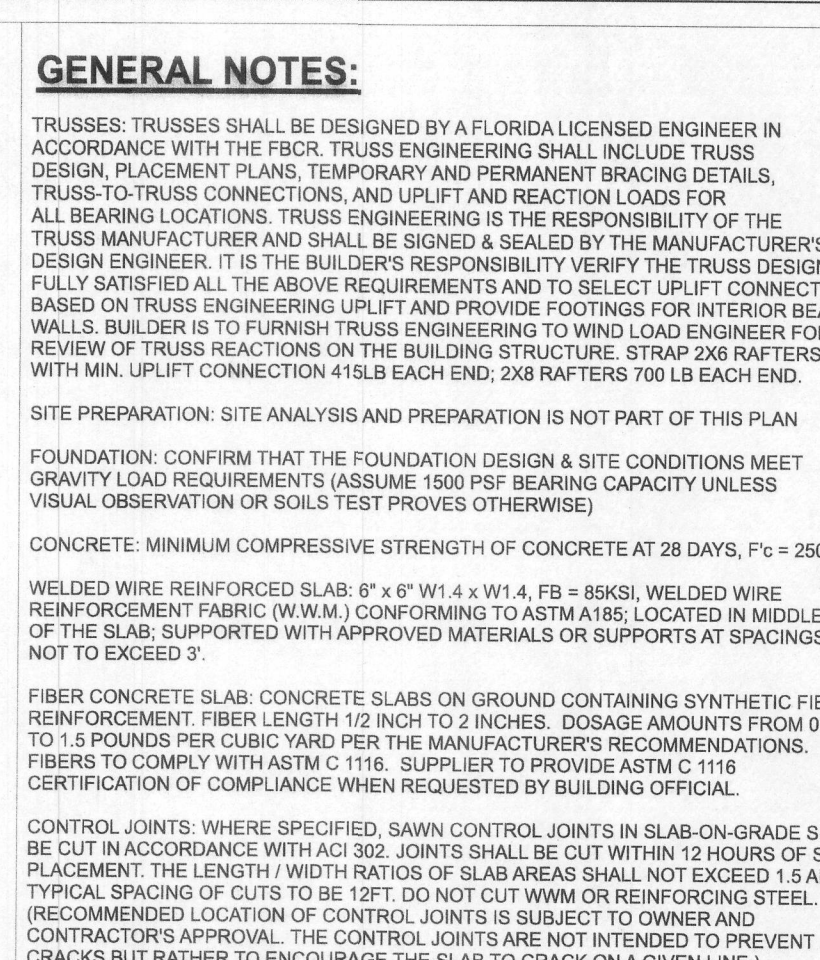 GENERAL NOTES:
TRUSSES: TRUSSES SHALL BE DESIGNED BY A FLORIDA LICENSED ENGINEER IN
ACCORDANCE WITH THE FBCR. TRUSS ENGINEERING SHALL INCLUDE TRUSS
DESIGN, PLACEMENT PLANS, TEMPORARY AND PERMANENT BRACING DETAILS,
TRUSS-TO-TRUSS CONNECTIONS, AND UPLIFT AND REACTION LOADS FOR
ALL BEARING LOCATIONS. TRUSS ENGINEERING IS THE RESPONSIBILITY OF THE
TRUSS MANUFACTURER AND SHALL BE SIGNED & SEALED BY THE MANUFACTURER'S
DESIGN ENGINEER. IT IS THE BUILDER'S RESPONSIBILITY VERIFY THE TRUSS DESIGN
FULLY SATISFIED ALL THE ABOVE REQUIREMENTS AND TO SELECT UPLIFT CONNECT
BASED ON TRUSS ENGINEERING UPLIFT AND PROVIDE FOOTINGS FOR INTERIOR BEA
WALLS. BUILDER IS TO FURNISH TRUSS ENGINEERING TO WIND LOAD ENGINEER FOR
REVIEW OF TRUSS REACTIONS ON THE BUILDING STRUCTURE. STRAP 2X6 RAFTERS
WITH MIN. UPLIFT CONNECTION 415LB EACH END; 2X8 RAFTERS 700 LB EACH END.
SITE PREPARATION: SITE ANALYSIS AND PREPARATION IS NOT PART OF THIS PLAN
FOUNDATION: CONFIRM THAT THE FOUNDATION DESIGN & SITE CONDITIONS MEET
GRAVITY LOAD REQUIREMENTS (ASSUME 1500 PSF BEARING CAPACITY UNLESS
VISUAL OBSERVATION OR SOILS TEST PROVES OTHERWISE)
CONCRETE: MINIMUM COMPRESSIVE STRENGTH OF CONCRETE AT 28 DAYS, F'c = 250
WELDED WIRE REINFORCED SLAB: 6" x 6" W1.4 x W1.4, FB = 85KSI, WELDED WIRE
REINFORCEMENT FABRIC (W.W.M.) CONFORMING TO ASTM A185; LOCATED IN MIDDLE
OF THE SLAB; SUPPORTED WITH APPROVED MATERIALS OR SUPPORTS AT SPACINGS
NOT TO EXCEED 3'.
FIBER CONCRETE SLAB: CONCRETE SLABS ON GROUND CONTAINING SYNTHETIC FIB
REINFORCEMENT. FIBER LENGTH 1/2 INCH TO 2 INCHES. DOSAGE AMOUNTS FROM 0
TO 1.5 POUNDS PER CUBIC YARD PER THE MANUFACTURER'S RECOMMENDATIONS.
FIBERS TO COMPLY WITH ASTM C 1116. SUPPLIER TO PROVIDE ASTM C 1116
CERTIFICATION OF COMPLIANCE WHEN REQUESTED BY BUILDING OFFICIAL.
CONTROL JOINTS: WHERE SPECIFIED, SAWN CONTROL JOINTS IN SLAB-ON-GRADE S
BE CUT IN ACCORDANCE WITH ACI 302. JOINTS SHALL BE CUT WITHIN 12 HOURS OF S
PLACEMENT. THE LENGTH / WIDTH RATIOS OF SLAB AREAS SHALL NOT EXCEED 1.5 A
TYPICAL SPACING OF CUTS TO BE 12FT. DO NOT CUT WWM OR REINFORCING STEEL.
(RECOMMENDED LOCATION OF CONTROL JOINTS IS SUBJECT TO OWNER AND
CONTRACTOR'S APPROVAL. THE CONTROL JOINTS ARE NOT INTENDED TO PREVENT
CRACKS BUT RATHER TO ENCOURAGE THE SLAB TO CRACK ON A GIVEN LINE.)